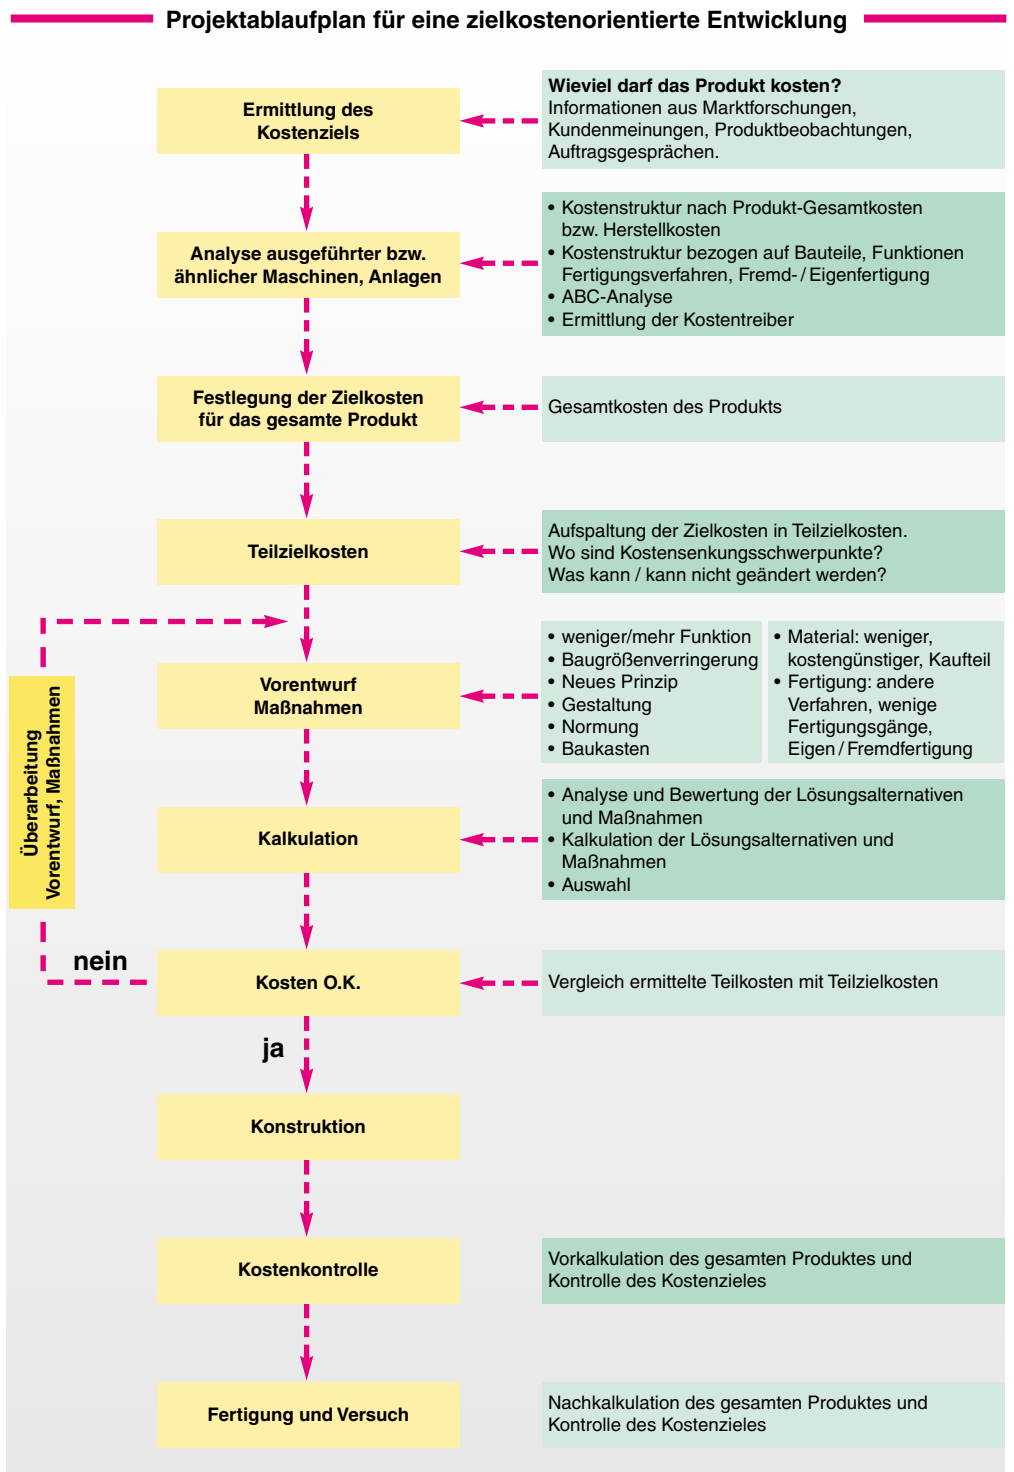 Projektablaufplan für eine zielkostenorientierte Entwicklung
Ermittlung des
Kostenziels
Wieviel darf das Produkt kosten?
Informationen aus Marktforschungen,
Kundenmeinungen, Produktbeobachtungen,
Auftragsgesprächen.
Analyse ausgeführter bzw.
ähnlicher Maschinen, Anlagen
• Kostenstruktur nach Produkt-Gesamtkosten
bzw. Herstellkosten
• Kostenstruktur bezogen auf Bauteile, Funktionen
Fertigungsverfahren, Fremd-/Eigenfertigung
• ABC-Analyse
• Ermittlung der Kostentreiber
Festlegung der Zielkosten
für das gesamte Produkt
Gesamtkosten des Produkts
Teilzielkosten
Aufspaltung der Zielkosten in Teilzielkosten.
Wo sind Kostensenkungsschwerpunkte?
Was kann / kann nicht geändert werden?
Vorentwurf
Maßnahmen
• weniger/mehr Funktion
• Baugrößenverringerung
• Neues Prinzip
• Gestaltung
• Normung
• Baukasten
• Material: weniger,
kostengünstiger, Kaufteil
• Fertigung: andere
Verfahren, wenige
Fertigungsgänge,
Eigen/Fremdfertigung
Überarbeitung
Vorentwurf, Maßnahmen
Kalkulation
• Analyse und Bewertung der Lösungsalternativen
und Maßnahmen
• Kalkulation der Lösungsalternativen und
Maßnahmen
• Auswahl
nein
Kosten O.K.
Vergleich ermittelte Teilkosten mit Teilzielkosten
ja
Konstruktion
Kostenkontrolle
Vorkalkulation des gesamten Produktes und
Kontrolle des Kostenzieles
Fertigung und Versuch
Nachkalkulation des gesamten Produktes und
Kontrolle des Kostenzieles